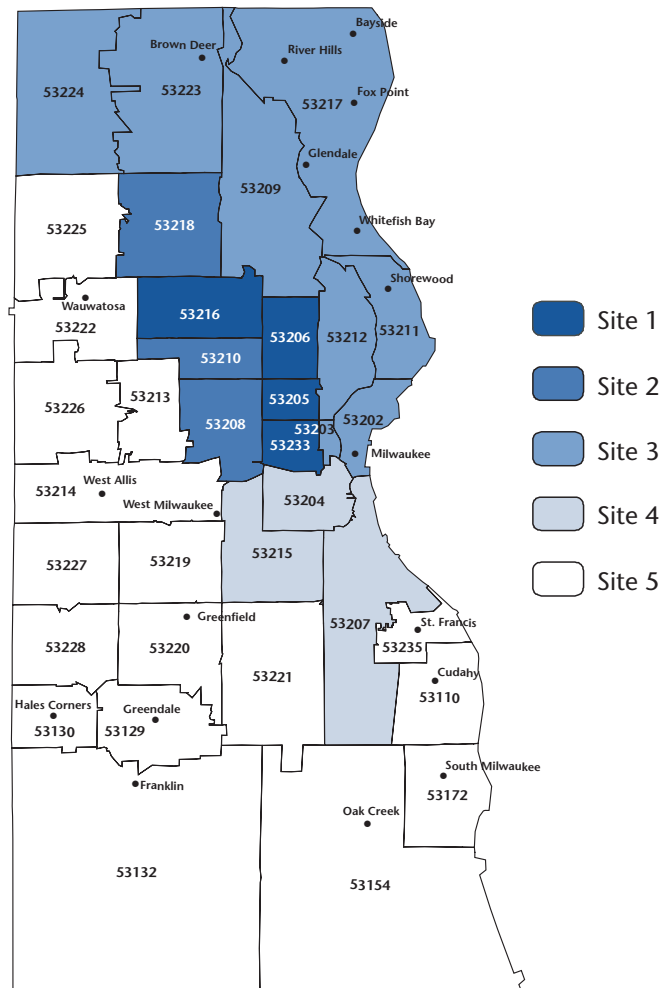 Bayside
Brown Deer
River Hills
53224
53223
Fox Point
53217
Glendale
53209
53225
53218
Whitefish Bay
Shorewood
Wauwatosa
53216
53222
53206
53212
53211
Site 1
53210
Site 2
53213
53205
53226
53208
53203
53202
53233
Site 3
Milwaukee
West Allis
53214
53204
West Milwaukee
Site 4
53215
53227
53219
Site 5
Greenfield
53207
St. Francis
53228
53220
53235
Cudahy
53221
53110
Hales Corners
Greendale
53130
53129
South Milwaukee
Franklin
53172
Oak Creek
53132
53154